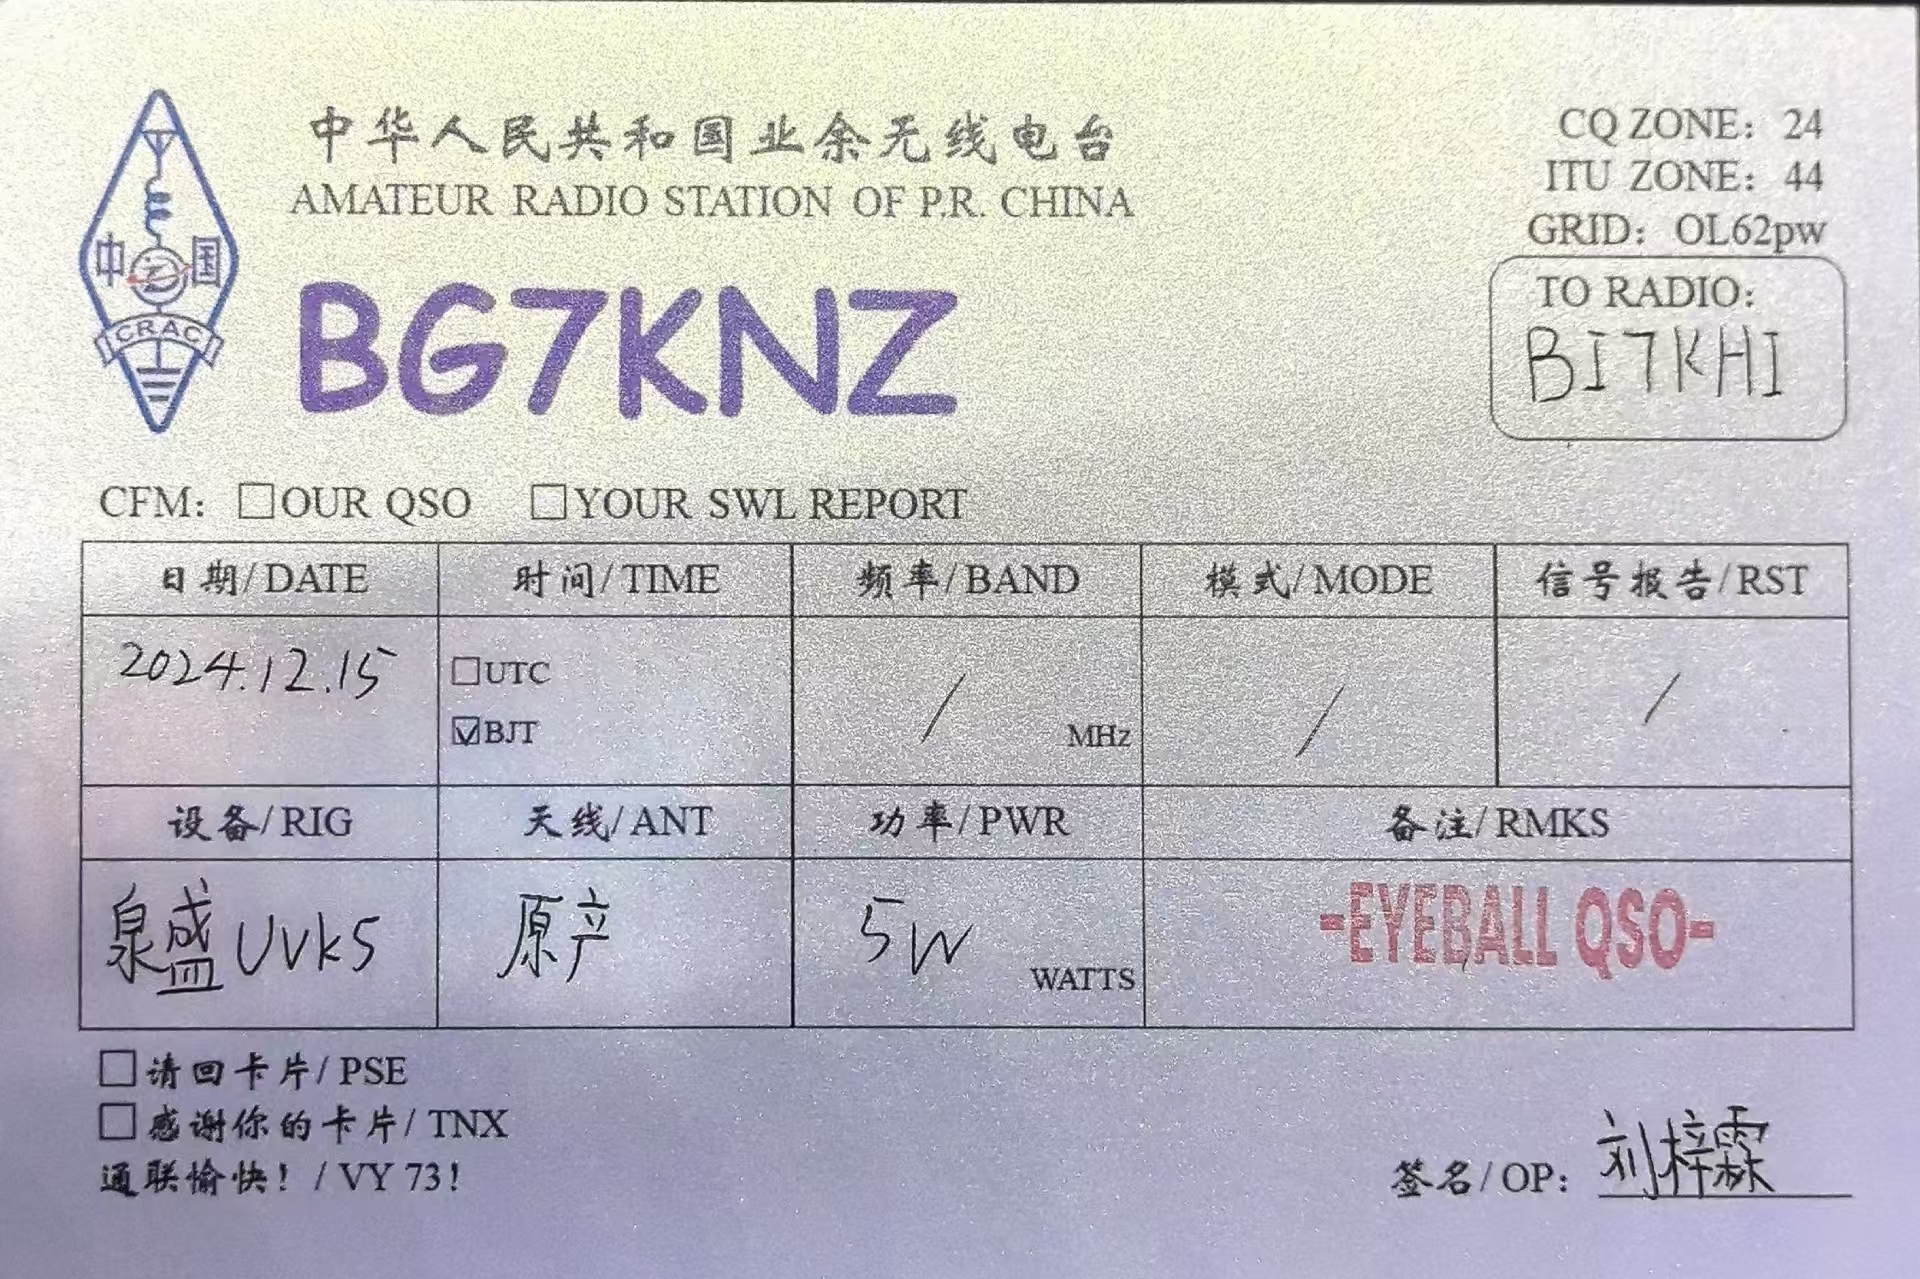 中华人民共和国业余无线电台
AMATEUR RADIO STATION OF P.R. CHINA
中国
CRAC
BG7KNZ
CQ ZONE: 24
ITU ZONE: 44
GRID: OL62pw
TO RADIO:
BI7KHI
CFM: □OUR QSO □YOUR SWL REPORT
日期/DATE 时间/TIME 频率/BAND 模式/MODE 信号报告/RST
2024.12.15 □UTC
☑BJT / MHz / /
设备/RIG 天线/ANT 功率/PWR 备注/RMKS
泉盛 UVK5 原产 5W WATTS -EYEBALL QSO-
□请回卡片/PSE
□感谢你的卡片/TNX
通联愉快！/VY 73！
签名/OP: 刘梓霖